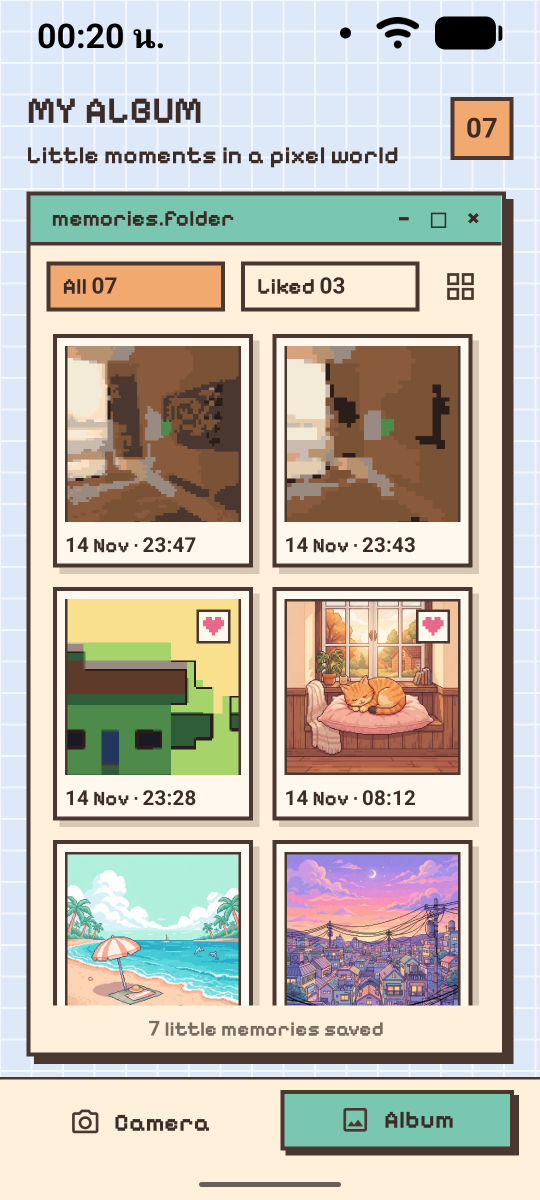 00:20 น.
MY ALBUM
Little moments in a pixel world
07
memories.folder
All 07
Liked 03
14 Nov · 23:47
14 Nov · 23:43
14 Nov · 23:28
14 Nov · 08:12
7 little memories saved
Camera
Album